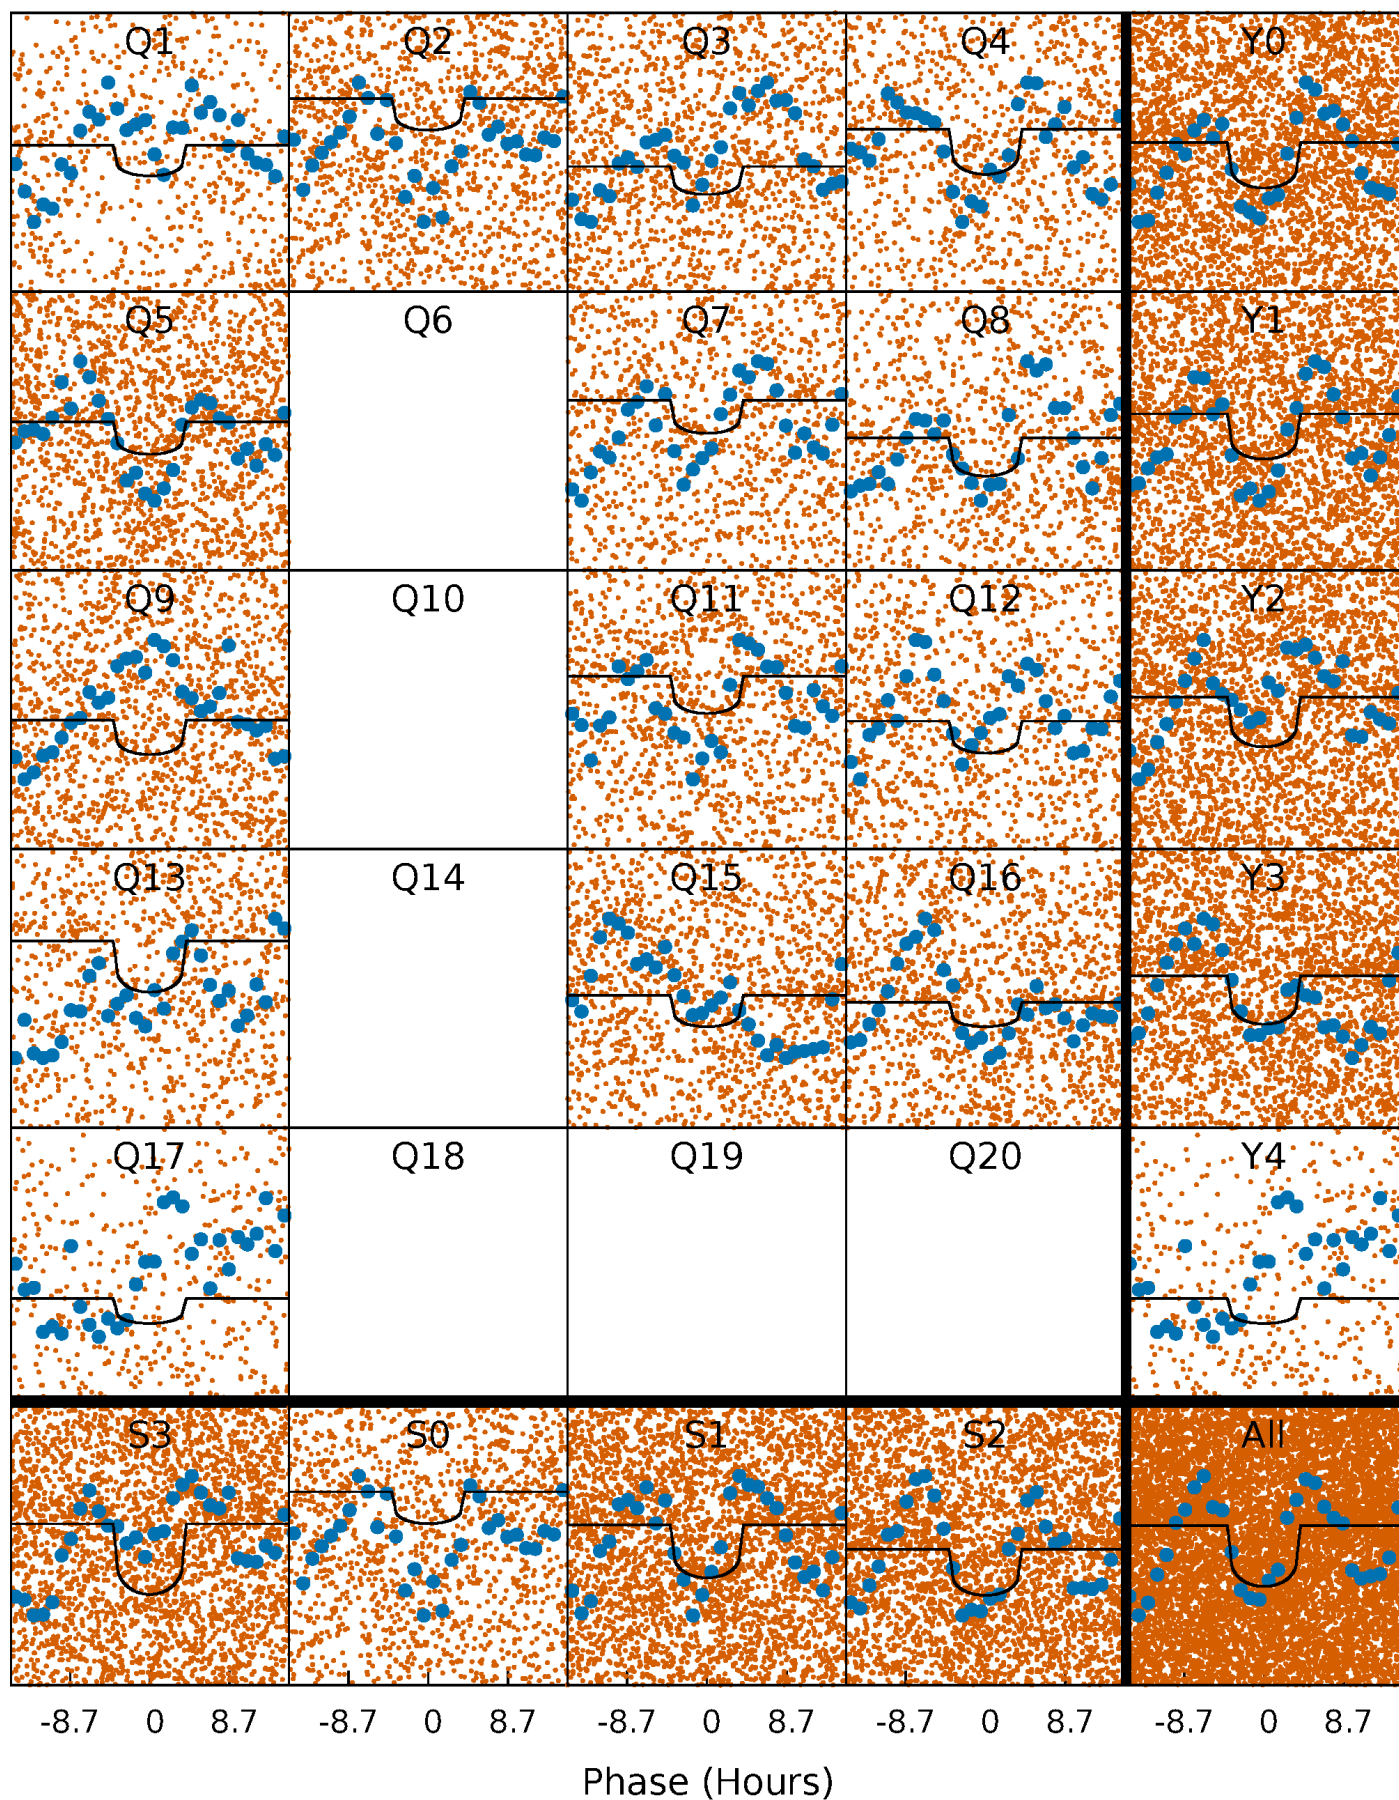 Q1 Q2 Q3 Q4 Y0
Q5 Q6 Q7 Q8 Y1
Q9 Q10 Q11 Q12 Y2
Q13 Q14 Q15 Q16 Y3
Q17 Q18 Q19 Q20 Y4
S3 S0 S1 S2 All
-8.7 0 8.7 -8.7 0 8.7 -8.7 0 8.7 -8.7 0 8.7 -8.7 0 8.7
Phase (Hours)